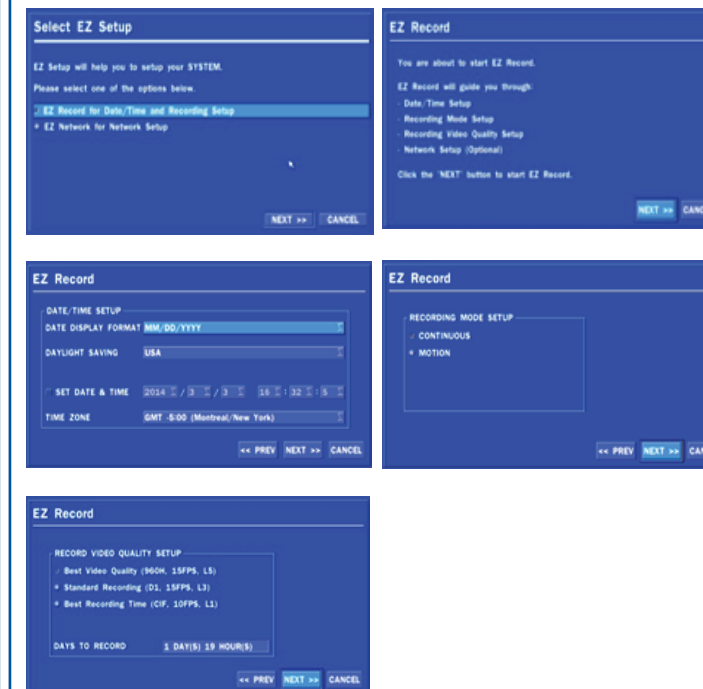 Select EZ Setup
EZ Setup will help you to setup your SYSTEM.
Please select one of the options below.
EZ Record for Date/Time and Recording Setup
EZ Network for Network Setup
NEXT >> CANCEL
EZ Record
You are about to start EZ Record.
EZ Record will guide you through:
- Date/Time Setup
- Recording Mode Setup
- Recording Video Quality Setup
- Network Setup (Optional)
Click the 'NEXT' button to start EZ Record.
NEXT >> CANC
EZ Record
DATE/TIME SETUP
DATE DISPLAY FORMAT MM/DD/YYYY
DAYLIGHT SAVING USA
SET DATE & TIME 2014 / 3 / 3 16 : 32 : 5
TIME ZONE GMT -5:00 (Montreal/New York)
<< PREV NEXT >> CANCEL
EZ Record
RECORDING MODE SETUP
CONTINUOUS
MOTION
<< PREV NEXT >> CAN
EZ Record
RECORD VIDEO QUALITY SETUP
Best Video Quality (960H, 15FPS, L5)
Standard Recording (D1, 15FPS, L3)
Best Recording Time (CIF, 10FPS, L1)
DAYS TO RECORD 1 DAY(S) 19 HOUR(S)
<< PREV NEXT >> CANCEL